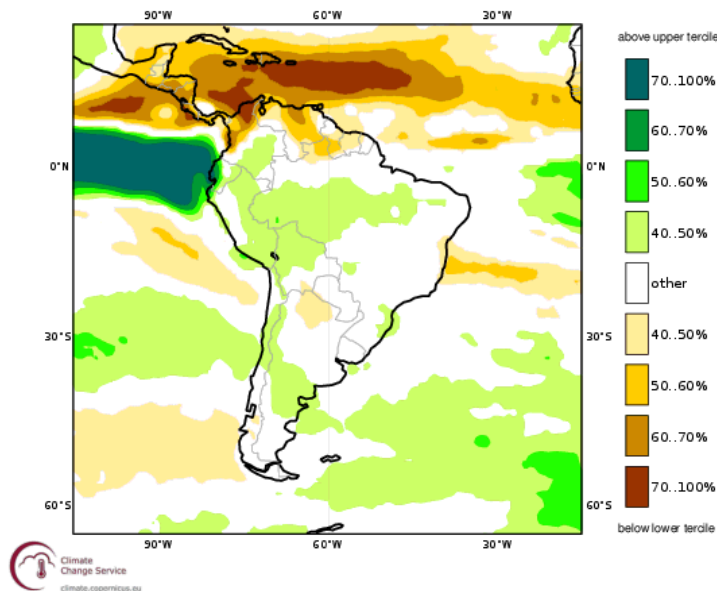 90°W 60°W 30°W
above upper tercile
70..100%
60..70%
0°N 0°N
50..60%
40..50%
other
30°S 30°S
40..50%
50..60%
60..70%
70..100%
60°S 60°S
below lower tercile
90°W 60°W 30°W
Climate
Change Service
climate.copernicus.eu